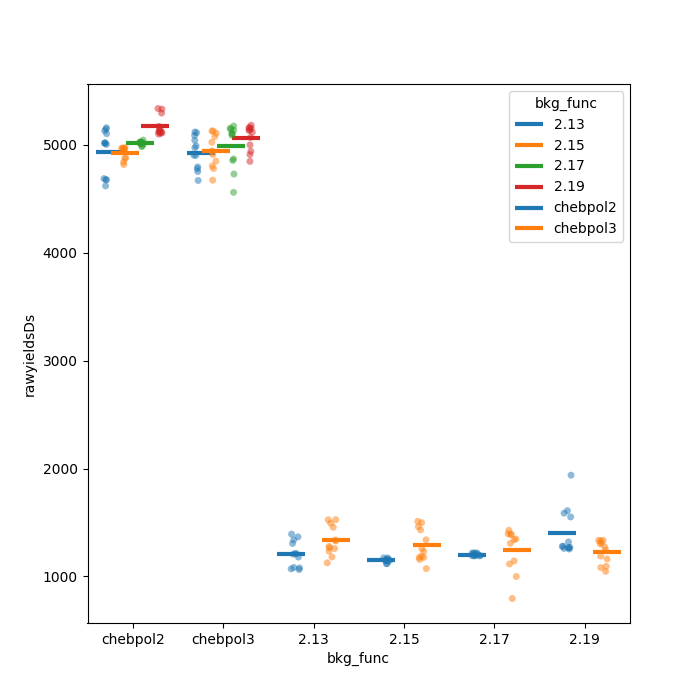 bkg_func
2.13
2.15
2.17
2.19
chebpol2
chebpol3
5000
4000
3000
2000
1000
rawyieldsDs
chebpol2 chebpol3 2.13 2.15 2.17 2.19
bkg_func